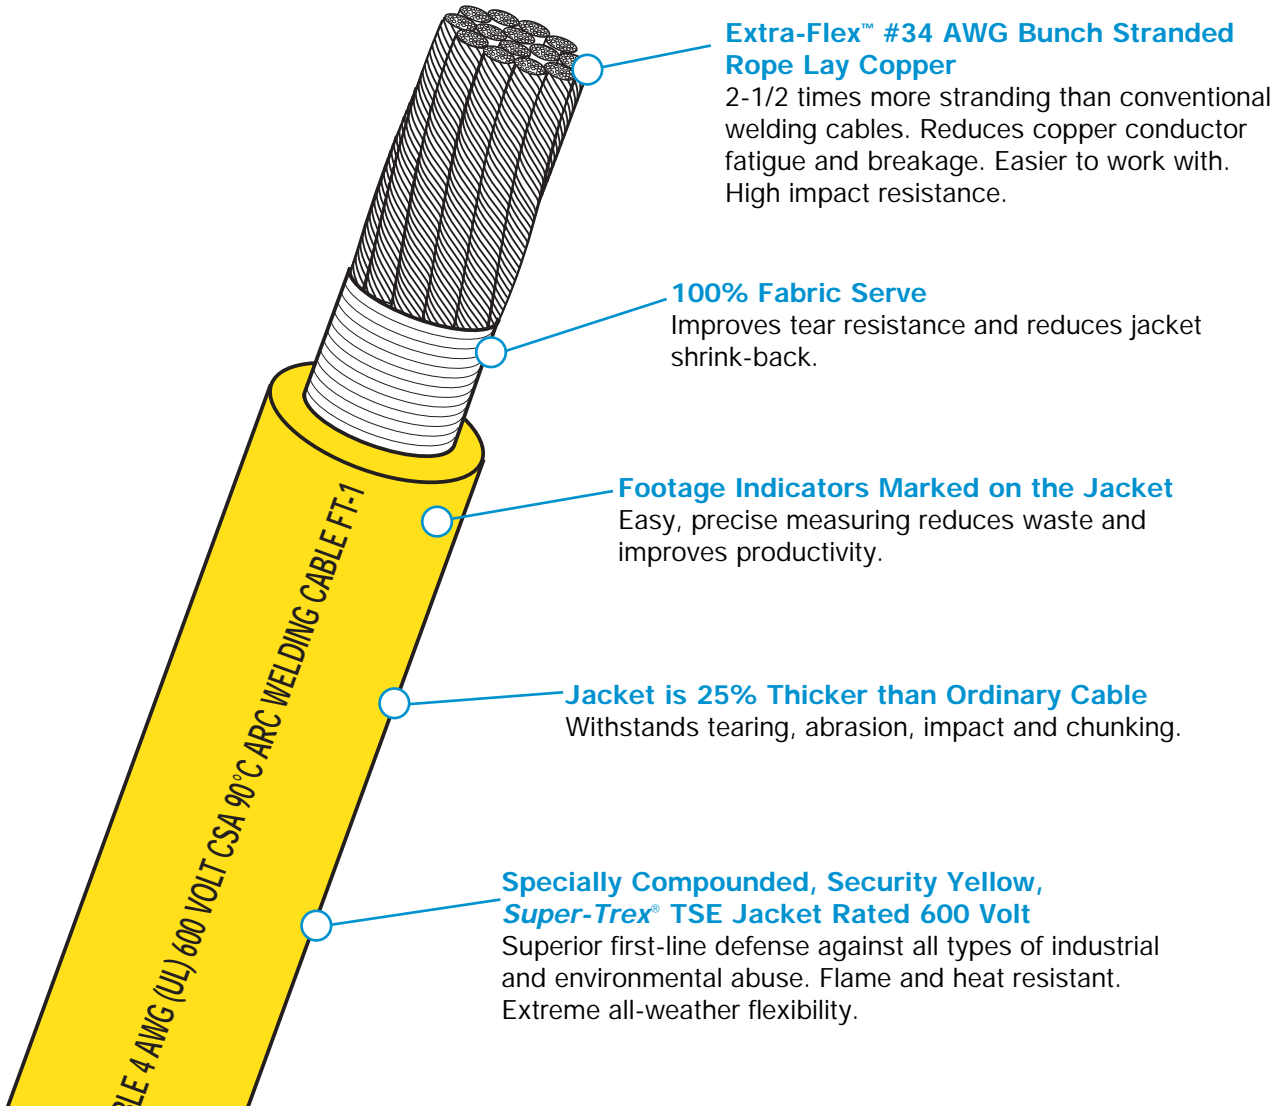 Extra-Flex™ #34 AWG Bunch Stranded
Rope Lay Copper
2-1/2 times more stranding than conventional
welding cables. Reduces copper conductor
fatigue and breakage. Easier to work with.
High impact resistance.
100% Fabric Serve
Improves tear resistance and reduces jacket
shrink-back.
Footage Indicators Marked on the Jacket
Easy, precise measuring reduces waste and
improves productivity.
Jacket is 25% Thicker than Ordinary Cable
Withstands tearing, abrasion, impact and chunking.
Specially Compounded, Security Yellow,
Super-Trex® TSE Jacket Rated 600 Volt
Superior first-line defense against all types of industrial
and environmental abuse. Flame and heat resistant.
Extreme all-weather flexibility.
BLE 4 AWG (UL) 600 VOLT CSA 90°C ARC WELDING CABLE FT-1